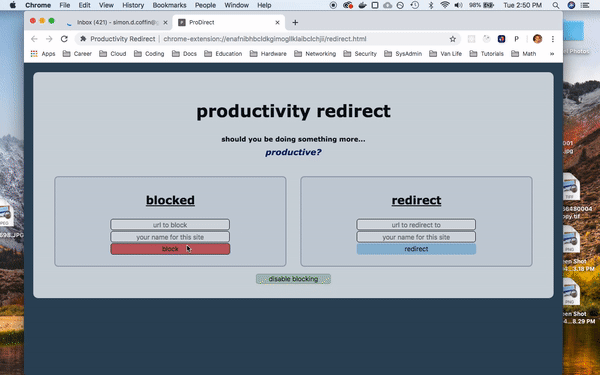 Chrome File Edit View History Bookmarks People Window Help 98% Tue 2:50 PM
Inbox (421) - simon.d.coffin@g
ProDirect
Productivity Redirect | chrome-extension://enafnibhbcldkgimogilklaibclchjii/redirect.html
Apps Coding Docs Education Hardware Networking Security SysAdmin Van Life Tutorials Math »
productivity redirect
should you be doing something more...
productive?
blocked
url to block
your name for this site
block
redirect
url to redirect to
your name for this site
redirect
disable blocking